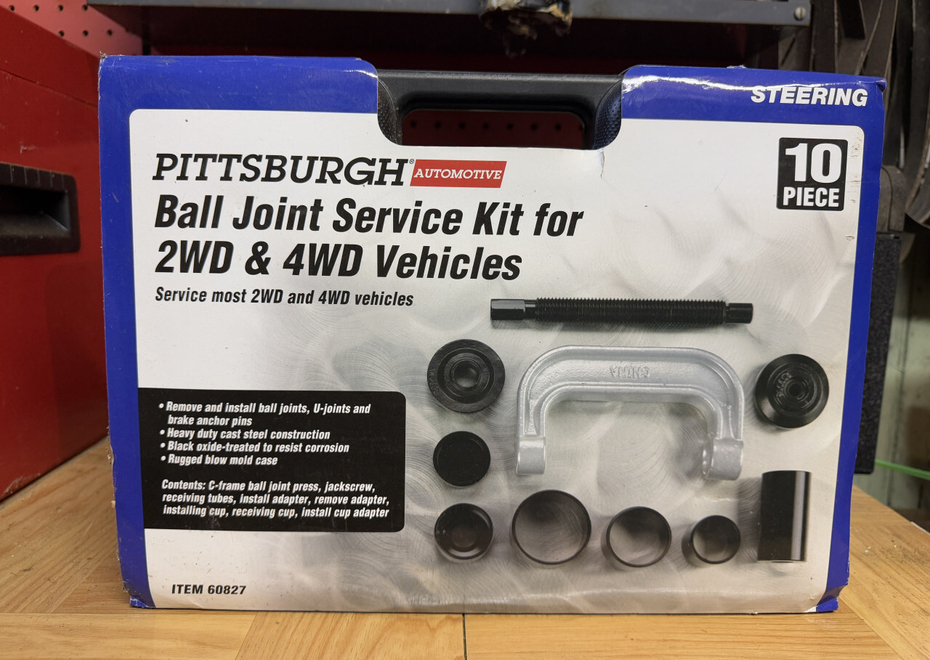 STEERING
10
PIECE
PITTSBURGH® AUTOMOTIVE
Ball Joint Service Kit for
2WD & 4WD Vehicles
Service most 2WD and 4WD vehicles
• Remove and install ball joints, U-joints and
brake anchor pins
• Heavy duty cast steel construction
• Black oxide-treated to resist corrosion
• Rugged blow mold case
Contents: C-frame ball joint press, jackscrew,
receiving tubes, install adapter, remove adapter,
installing cup, receiving cup, install cup adapter
ITEM 60827